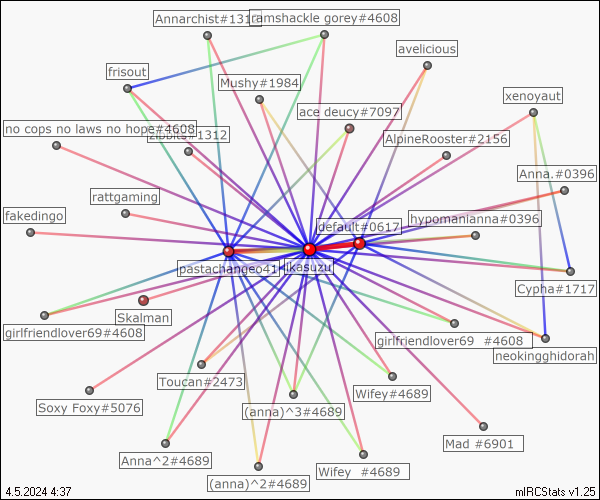 Annarchist#1312
ramshackle gorey#4608
avelicious
frisout
Mushy#1984
xenoyaut
ace deucy#7097
no cops no laws no hope#4608
#1312
AlpineRooster#2156
Anna.#0396
rattgaming
fakedingo
default#0617
hypomanianna#0396
pastachangeo41
ikasuzu
Cypha#1717
Skalman
girlfriendlover69#4608
girlfriendlover69 #4608
neokingghidorah
Toucan#2473
Wifey#4689
Soxy Foxy#5076
(anna)^3#4689
Mad #6901
Anna^2#4689
Wifey #4689
(anna)^2#4689
4.5.2024 4:37
mIRCStats v1.25